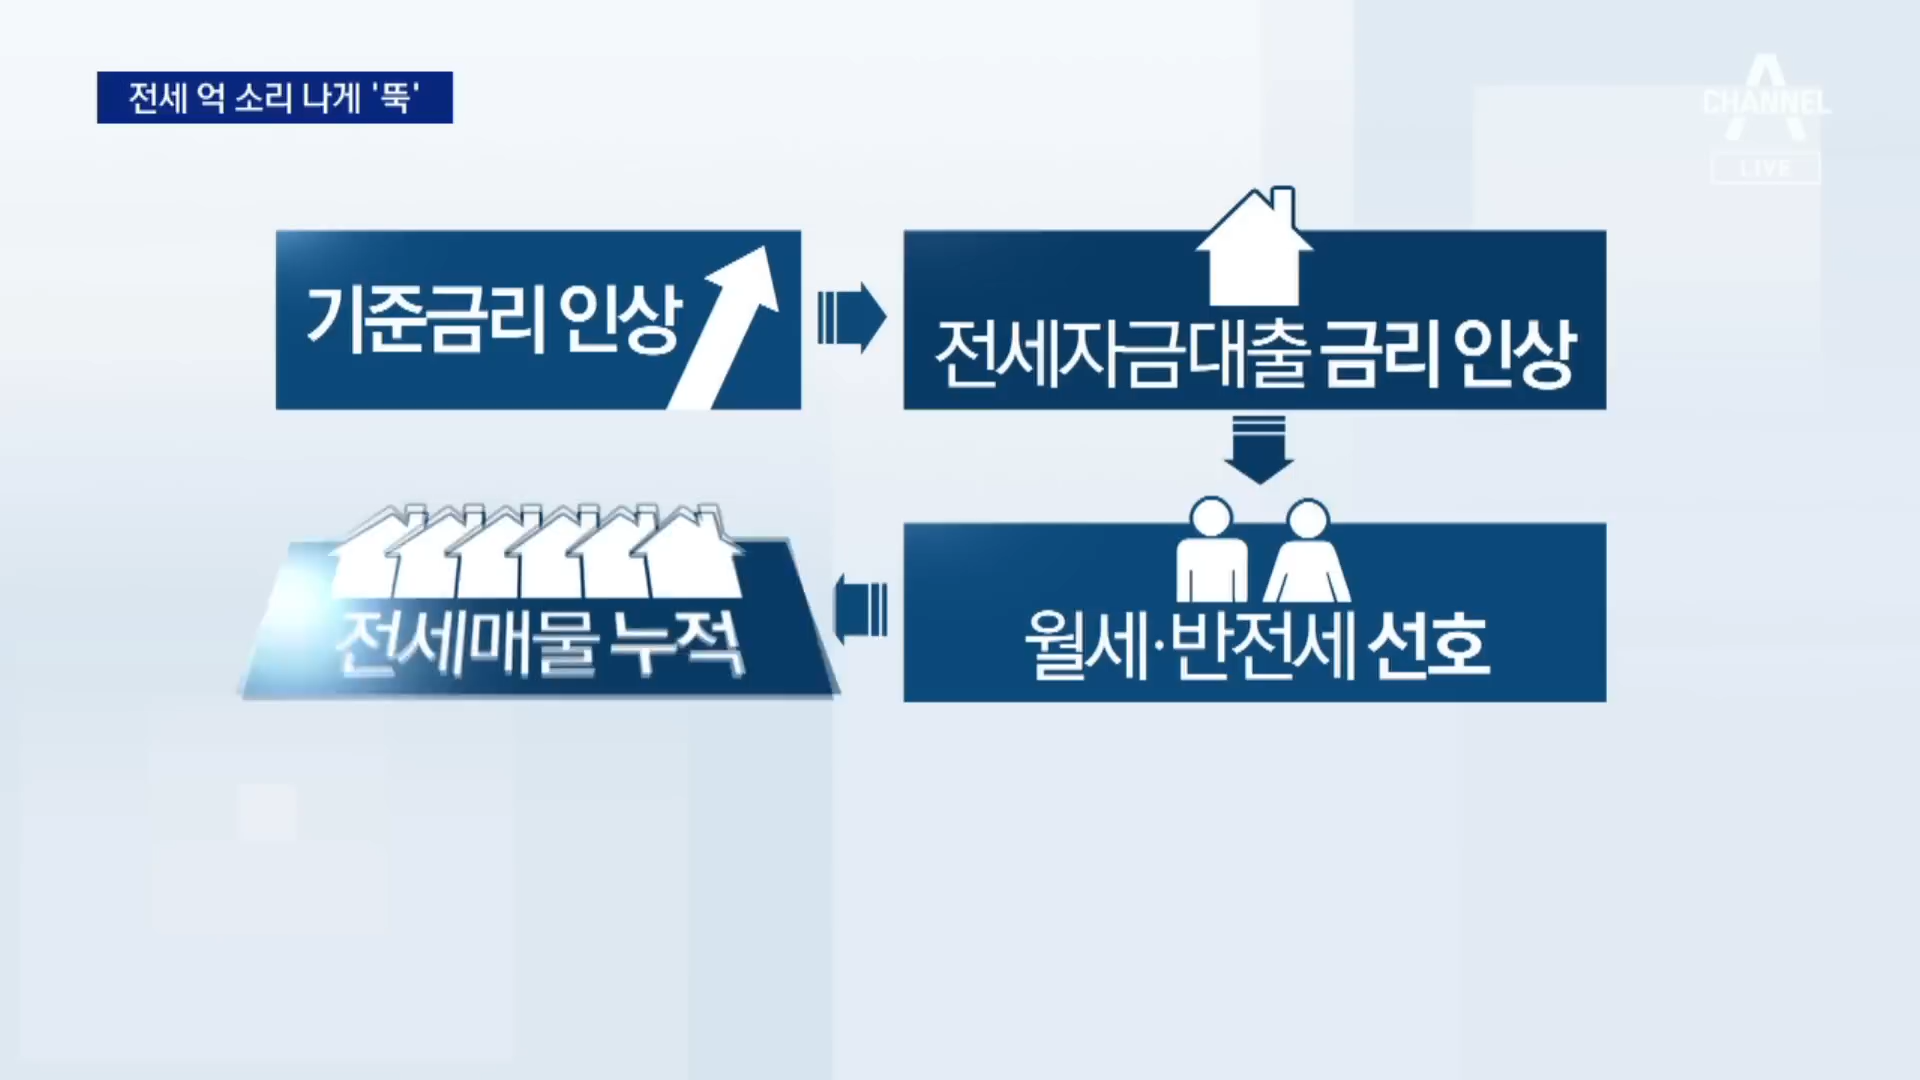 전세 억 소리 나게 '뚝'
CHANNEL A
LIVE
기준금리 인상
전세자금대출 금리 인상
월세·반전세 선호
전세매물 누적